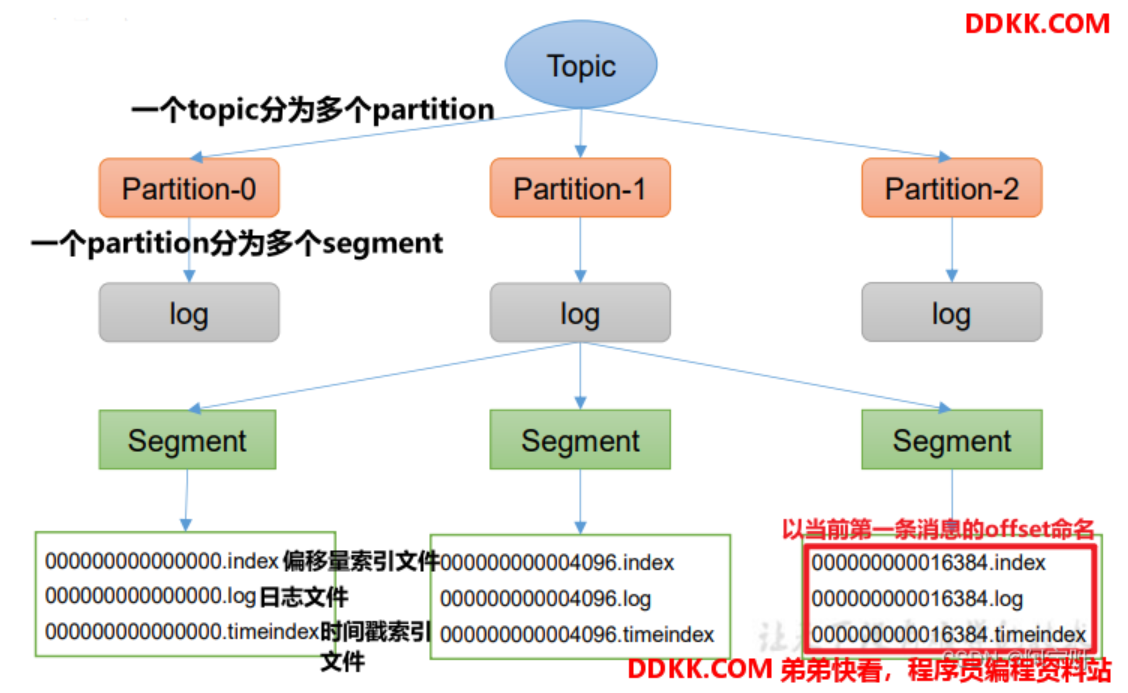 DDKK.COM
Topic
一个topic分为多个partition
Partition-0
Partition-1
Partition-2
一个partition分为多个segment
log
log
log
Segment
Segment
Segment
以当前第一条消息的offset命名
000000000000000.index 偏移量索引文件
000000000000000.log 日志文件
000000000000000.timeindex 时间戳索引
文件
000000000004096.index
000000000004096.log
000000000004096.timeindex
000000000016384.index
000000000016384.log
000000000016384.timeindex
DDKK.COM 弟弟快看，程序员编程资料站